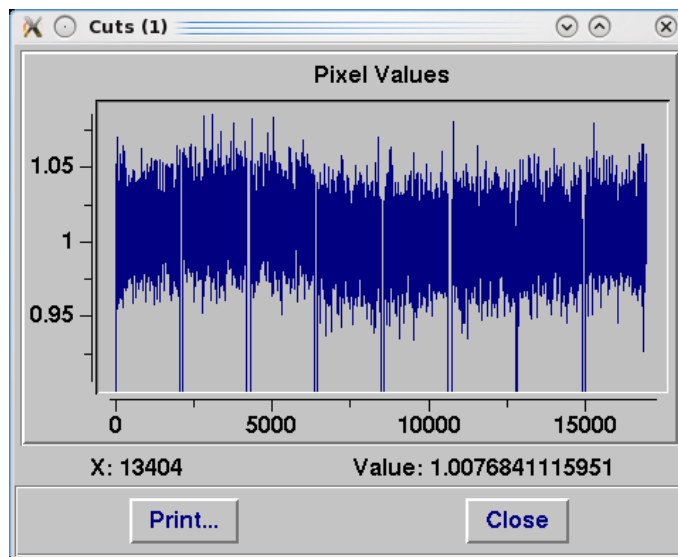 Cuts (1)
Pixel Values
1.05
1
0.95
0 5000 10000 15000
X: 13404 Value: 1.0076841115951
Print... Close